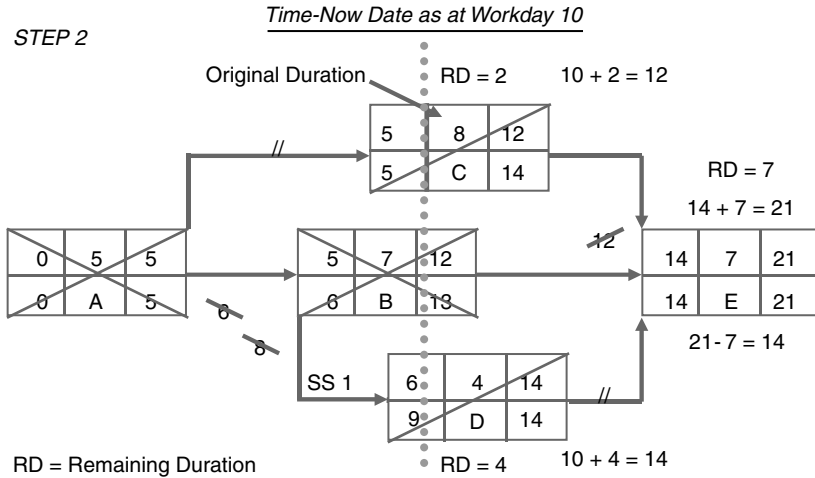 Time-Now Date as at Workday 10
STEP 2
Original Duration
RD = 2
10 + 2 = 12
5 8 12
5 C 14
//
RD = 7
14 + 7 = 21
12
0 5 5
0 A 5
5 7 12
6 B 13
14 7 21
14 E 21
6
8
21-7 = 14
SS 1
6 4 14
9 D 14
//
RD = Remaining Duration
RD = 4
10 + 4 = 14